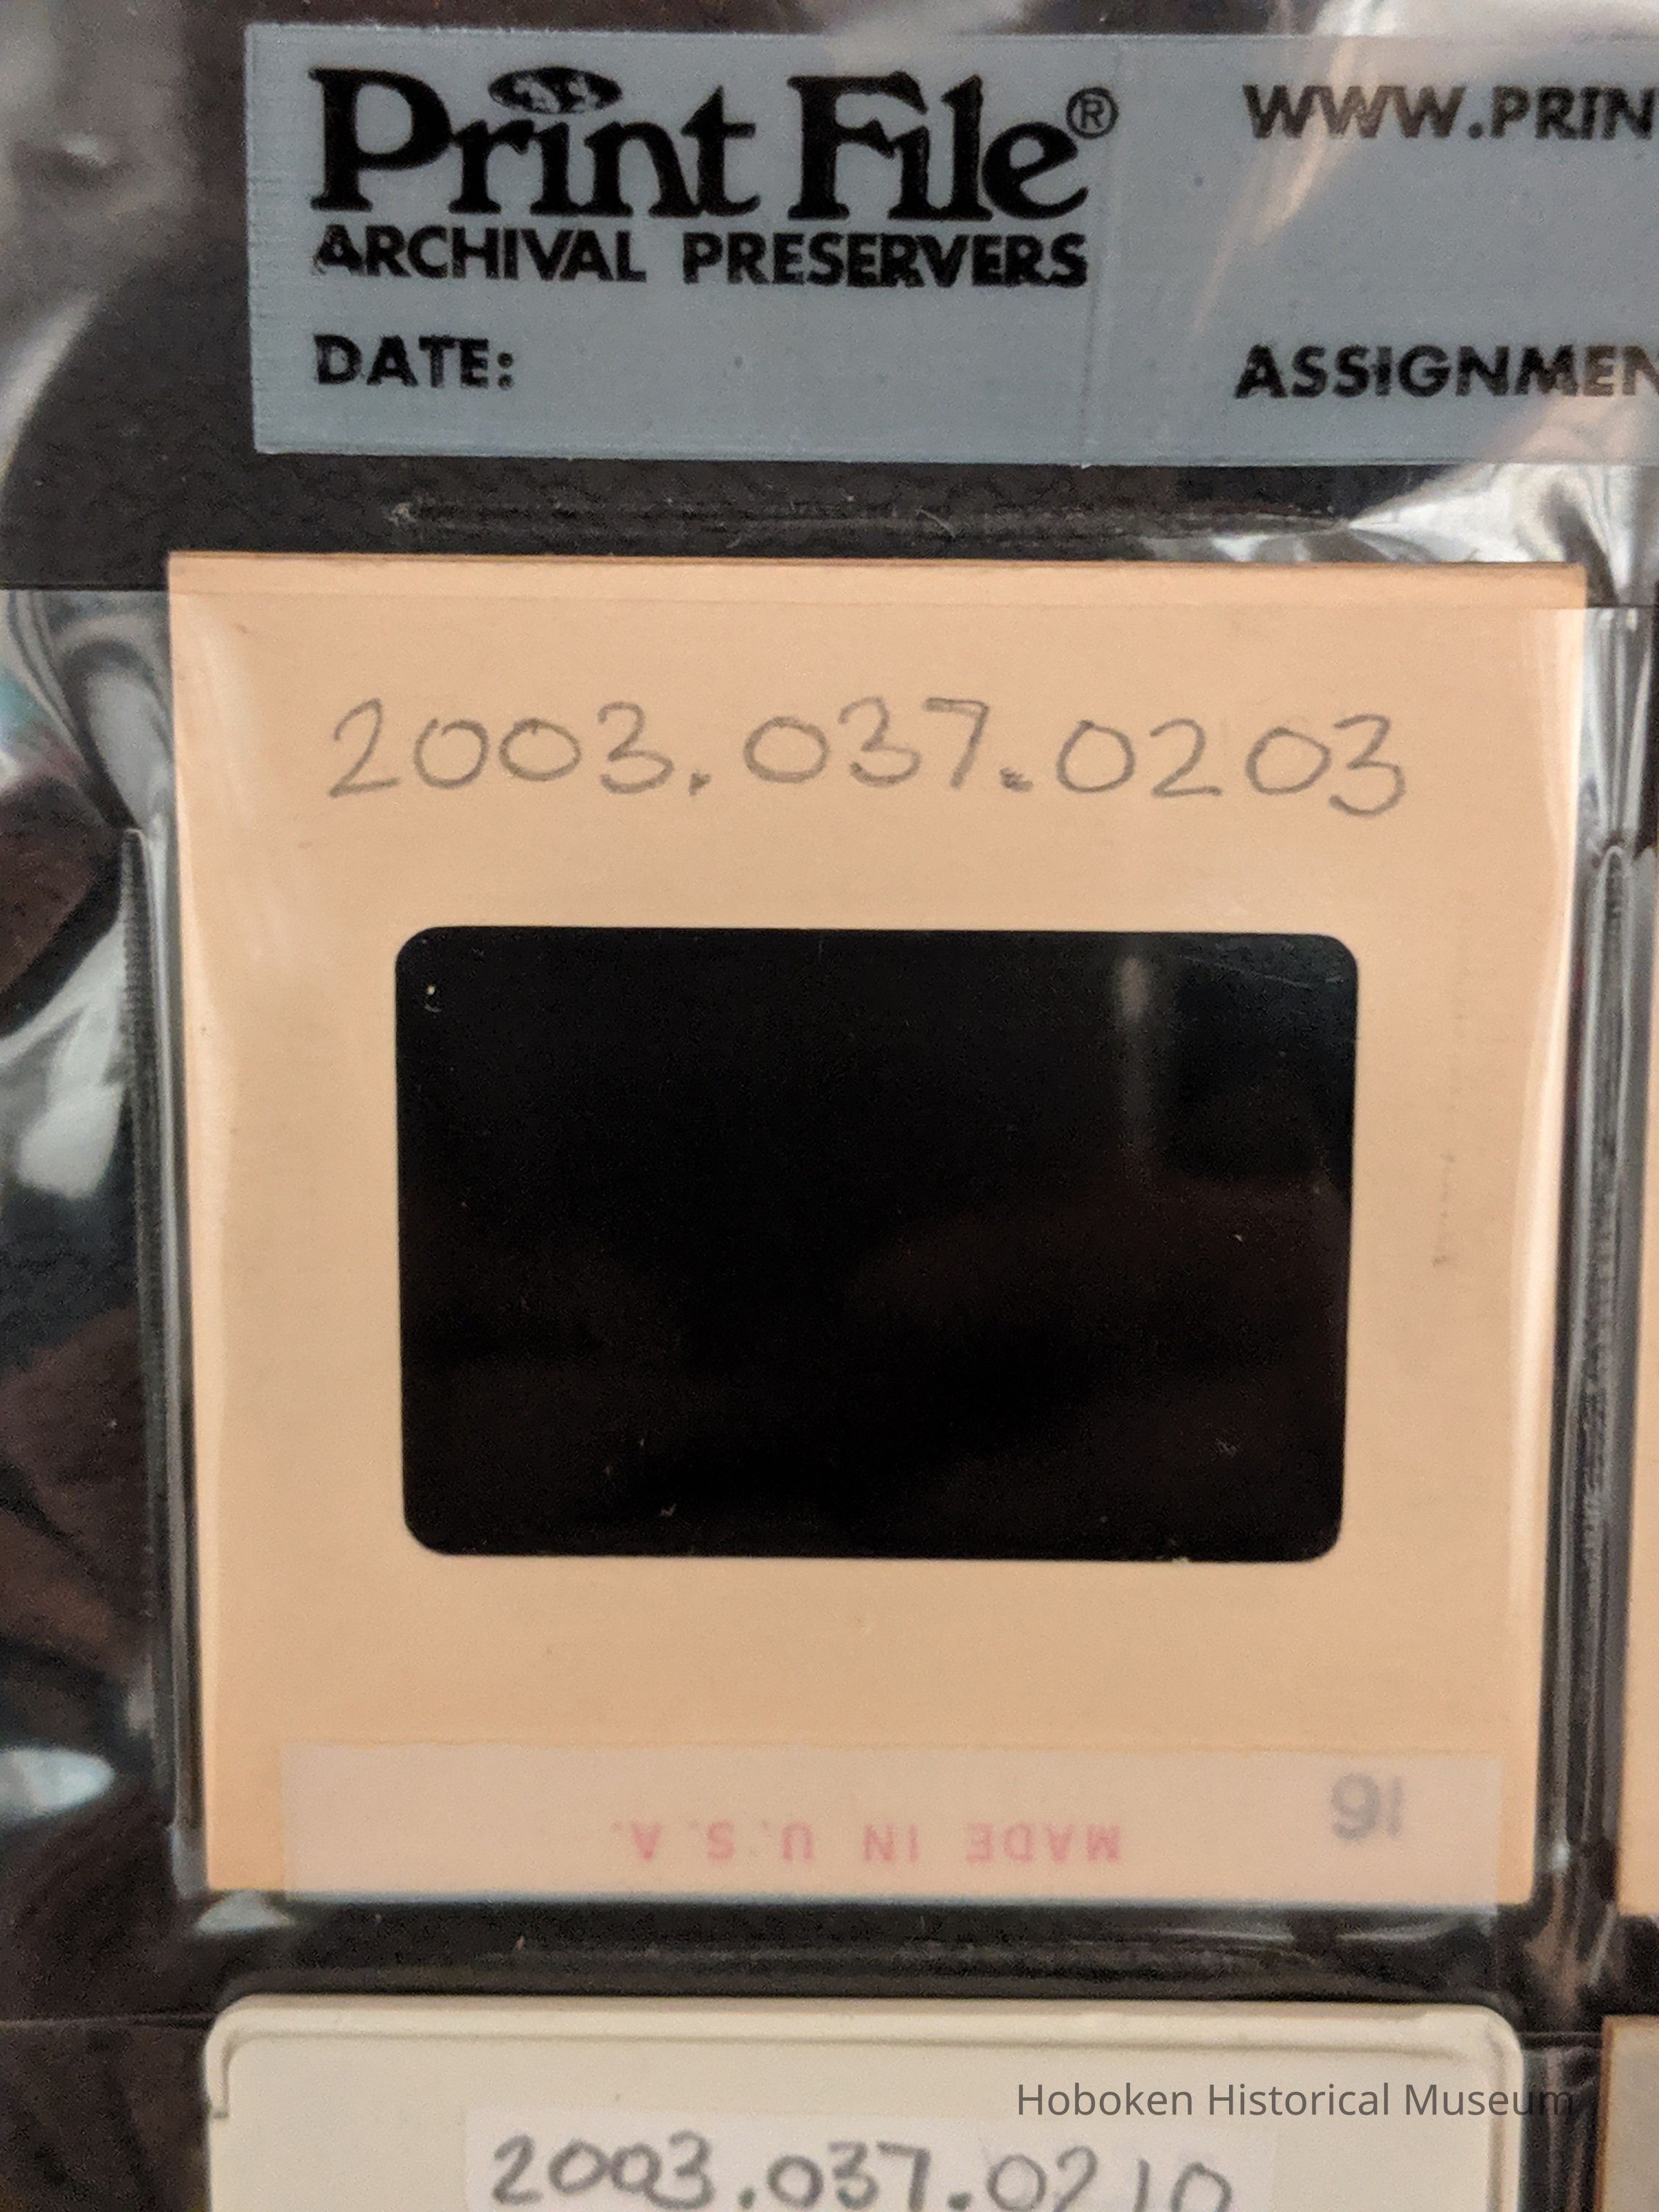 Print File®
ARCHIVAL PRESERVERS
WWW.PRIN
DATE:
ASSIGNMEN
2003.037.0203
16
MADE IN U.S.A.
Hoboken Historical Museum
2003.037.0210